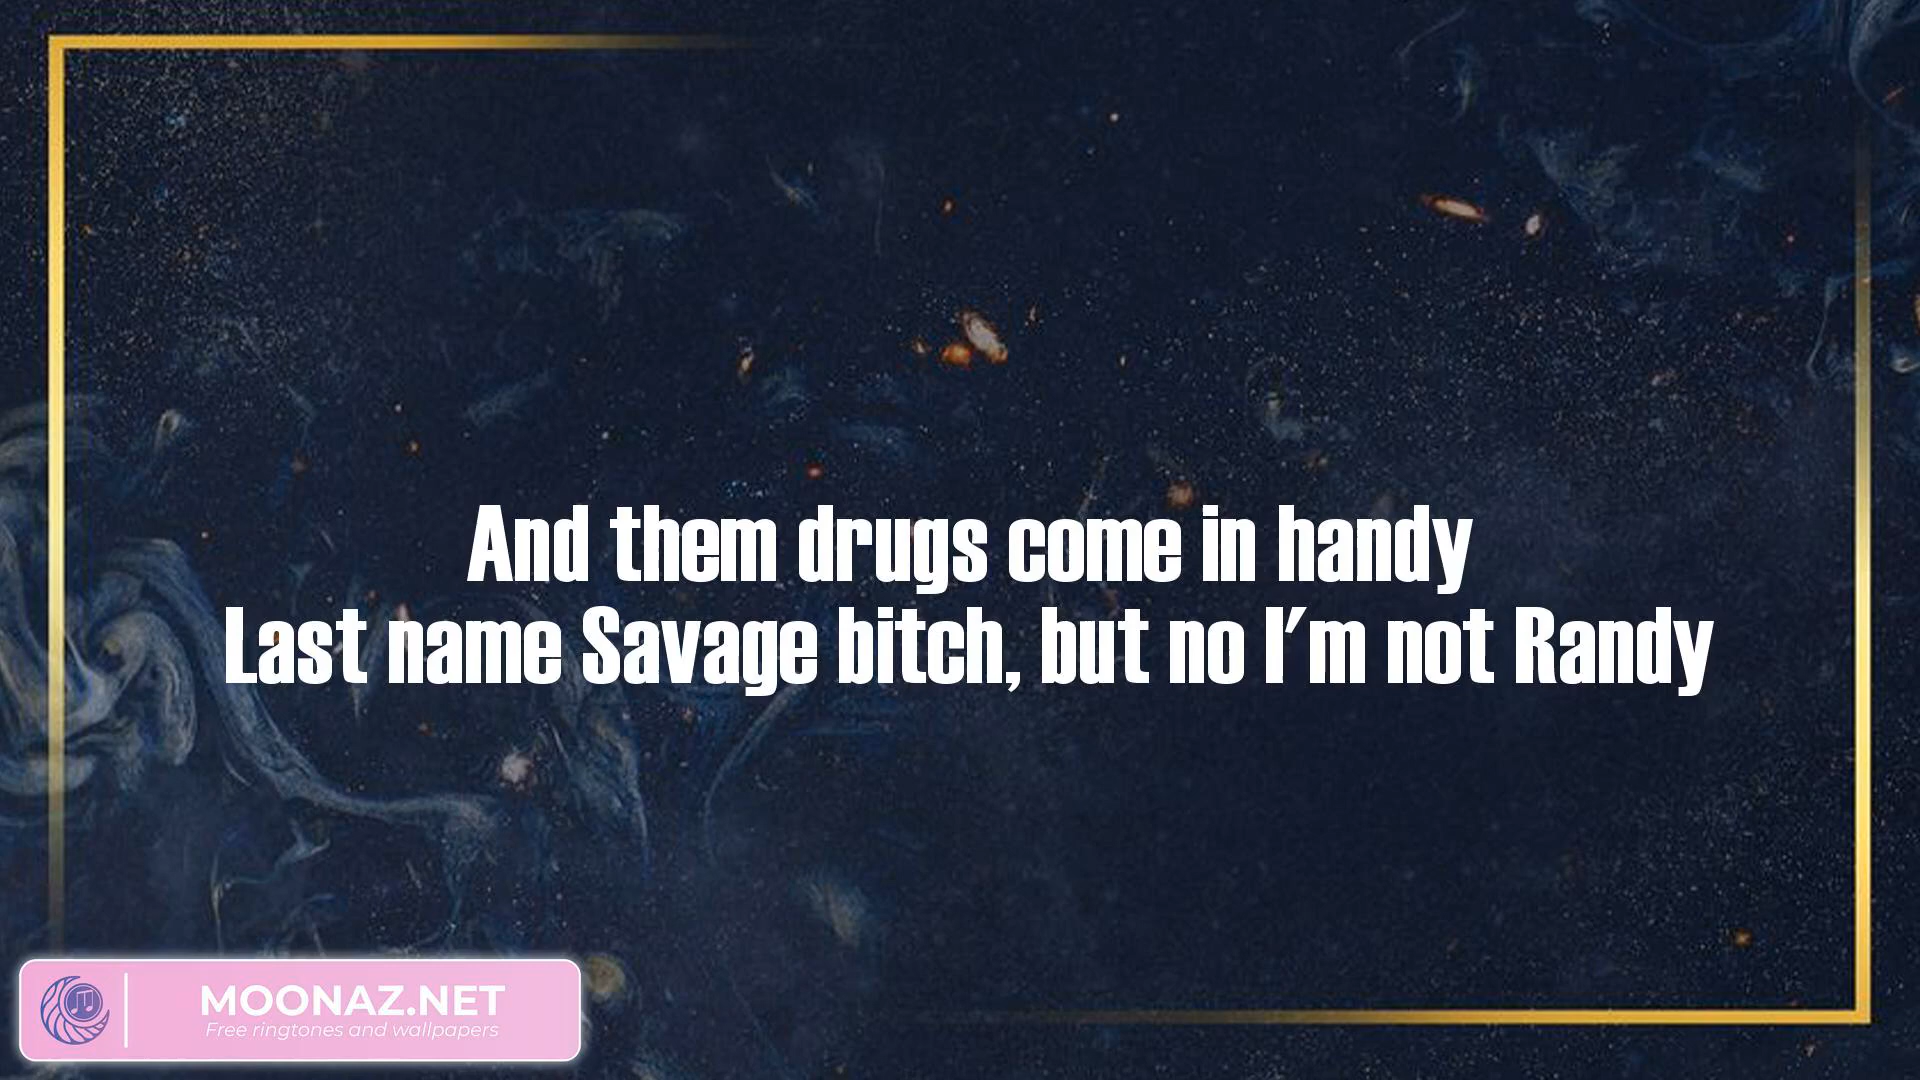 And them drugs come in handy
Last name Savage bitch, but no I'm not Randy
MOONAZ.NET
Free ringtones and wallpapers